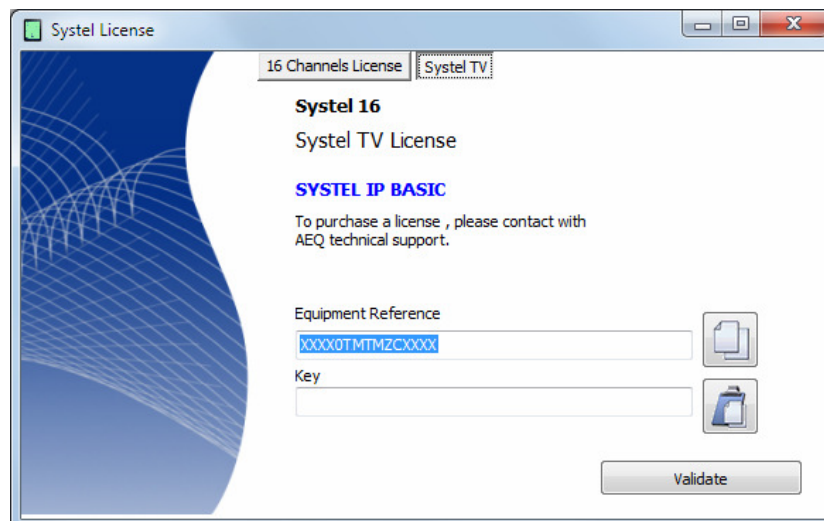 Systel License
16 Channels License Systel TV
Systel 16
Systel TV License
SYSTEL IP BASIC
To purchase a license , please contact with
AEQ technical support.
Equipment Reference
XXXX0TMTMZCXXXX
Key
Validate